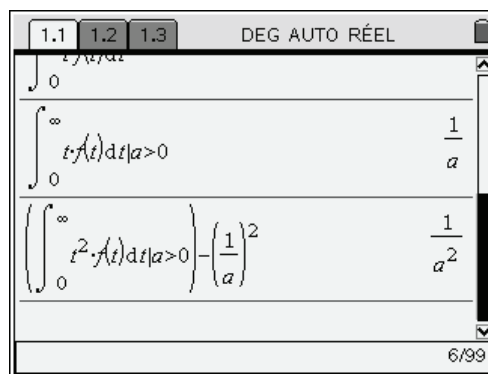 1.1 1.2 1.3 DEG AUTO RÉEL
∫₀^∞ t·f(t)dt|a>0 1/a
(∫₀^∞ t²·f(t)dt|a>0)-(1/a)² 1/a²
6/99